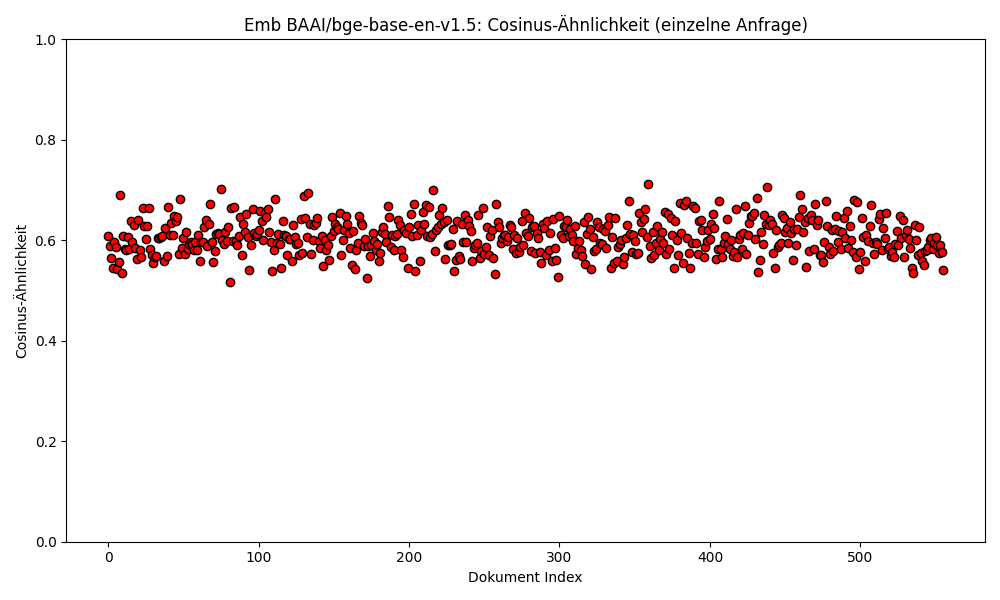 Emb BAAI/bge-base-en-v1.5: Cosinus-Ähnlichkeit (einzelne Anfrage)
1.0
0.8
0.6
0.4
0.2
0.0
Cosinus-Ähnlichkeit
0 100 200 300 400 500
Dokument Index